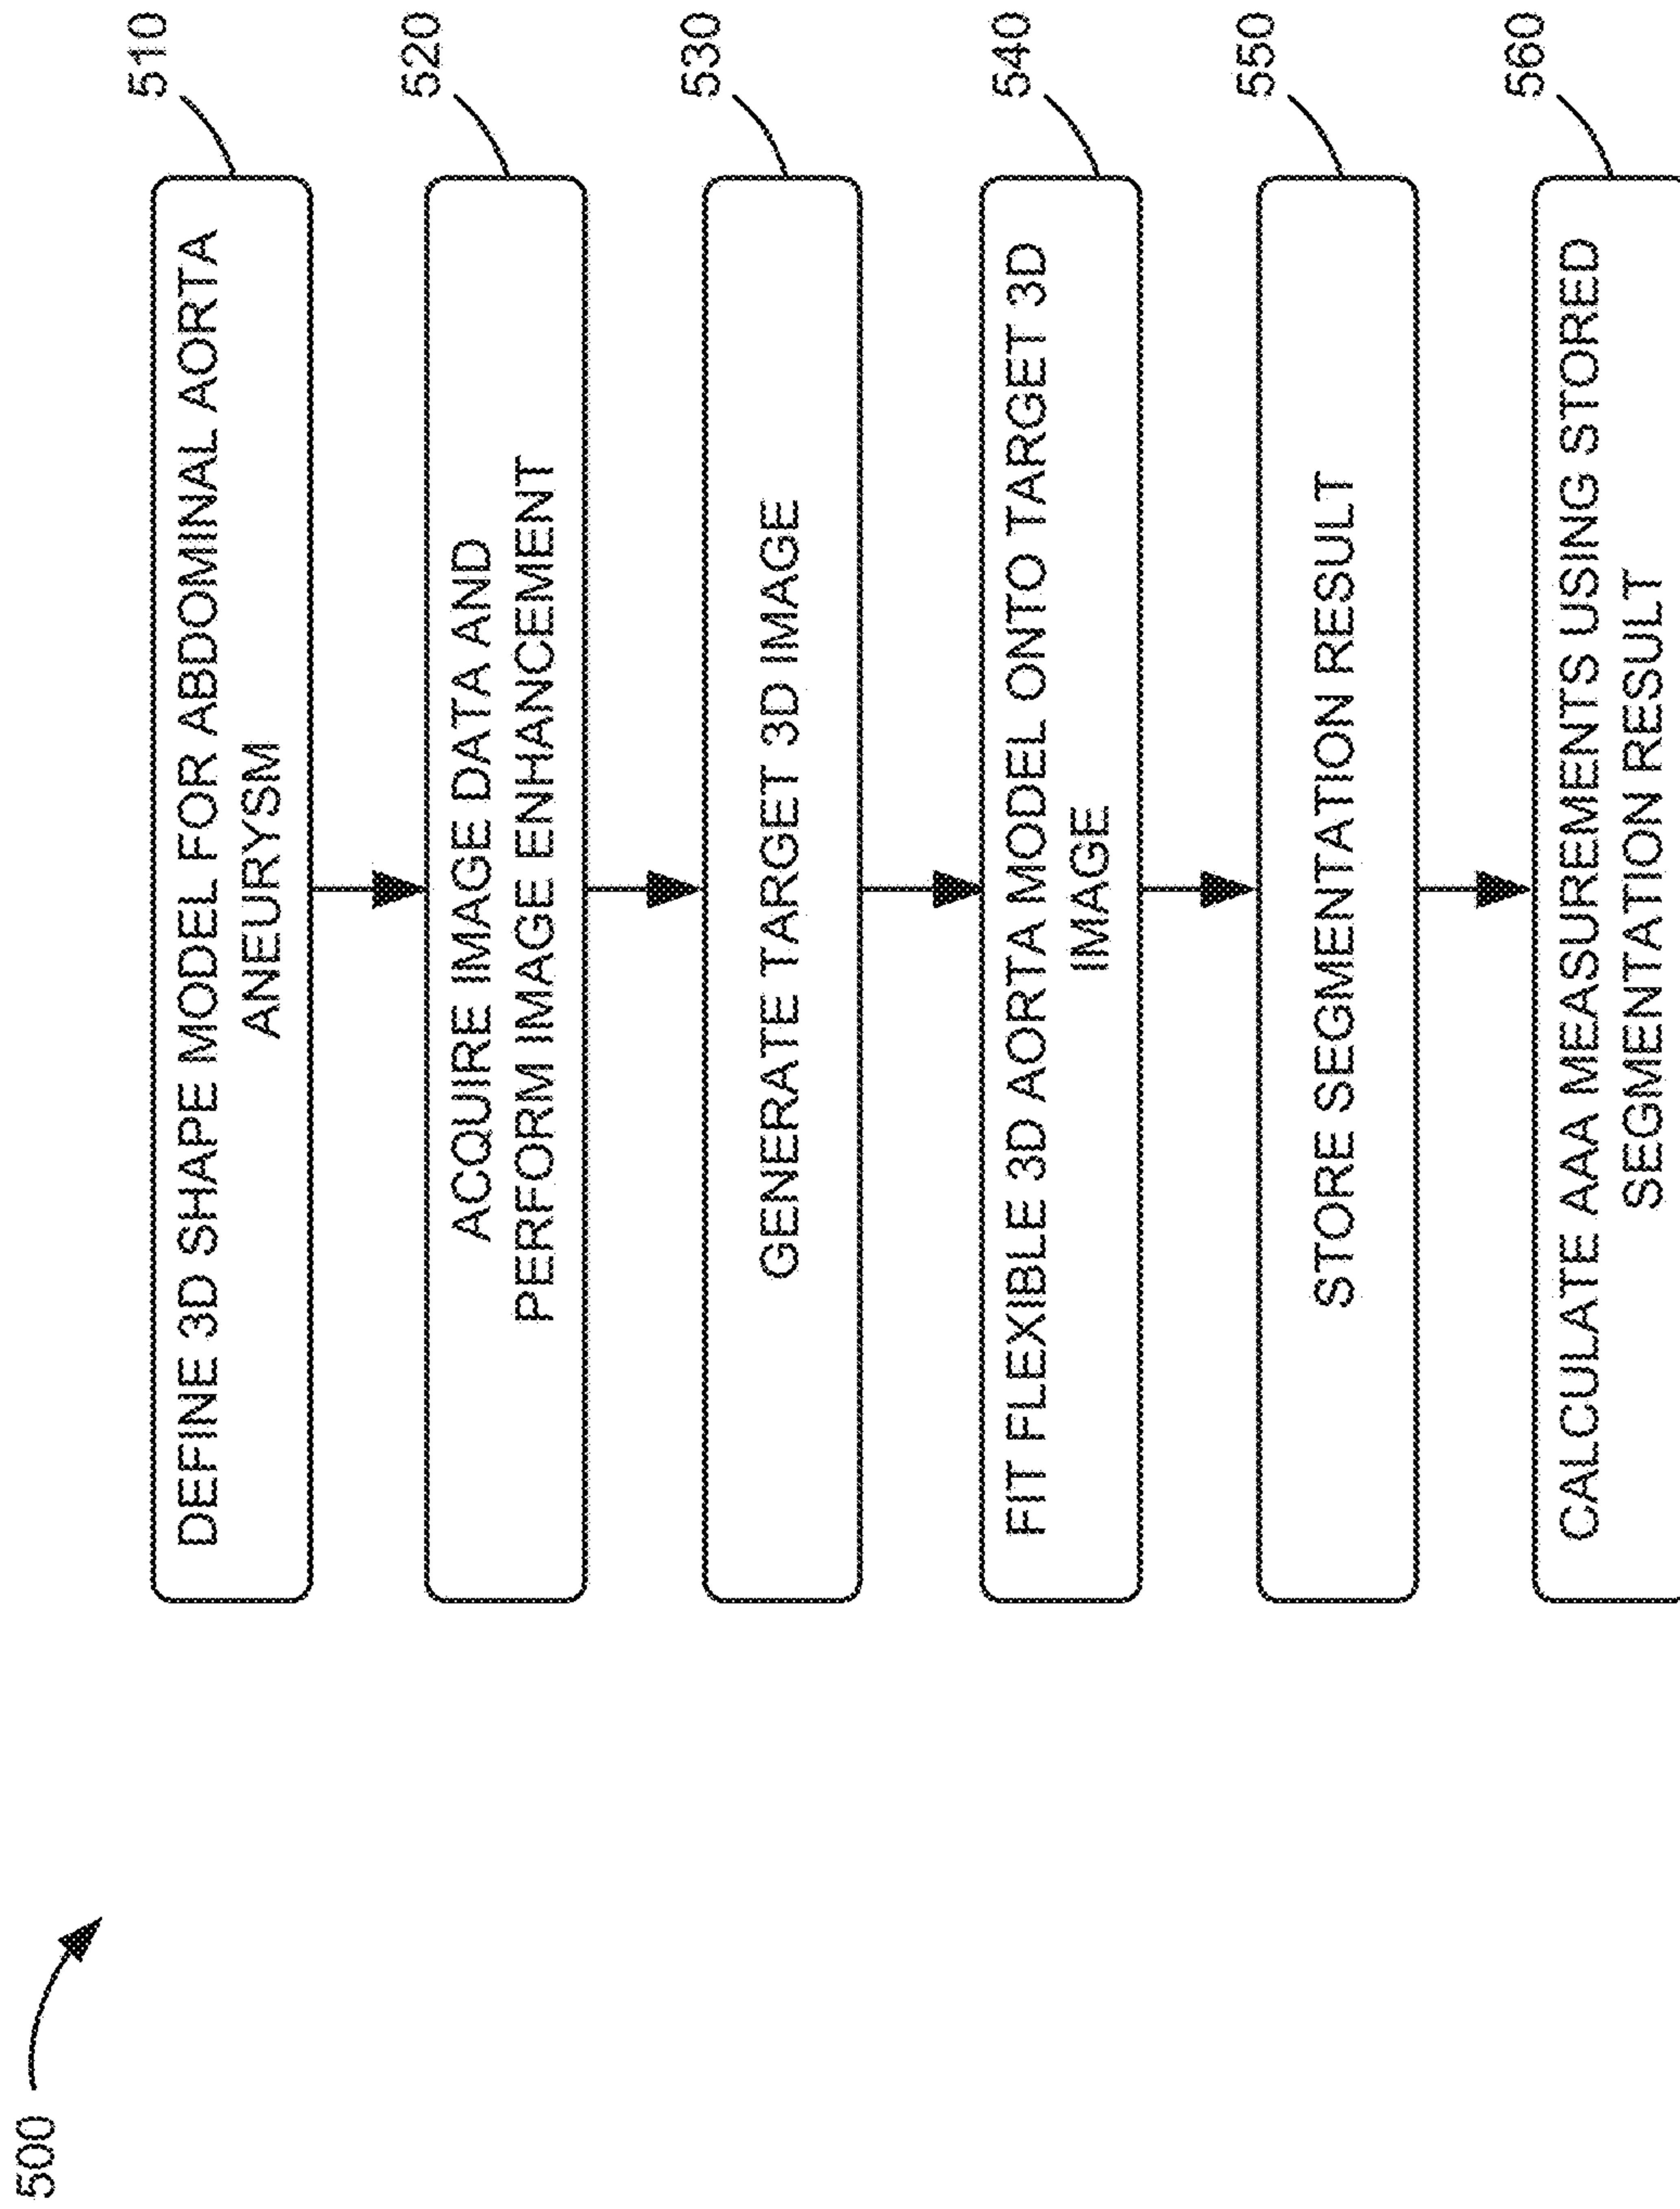 500
DEFINE 3D SHAPE MODEL FOR ABDOMINAL AORTA
ANEURYSM
510
ACQUIRE IMAGE DATA AND
PERFORM IMAGE ENHANCEMENT
520
GENERATE TARGET 3D IMAGE
530
FIT FLEXIBLE 3D AORTA MODEL ONTO TARGET 3D
IMAGE
540
STORE SEGMENTATION RESULT
550
CALCULATE AAA MEASUREMENTS USING STORED
SEGMENTATION RESULT
560